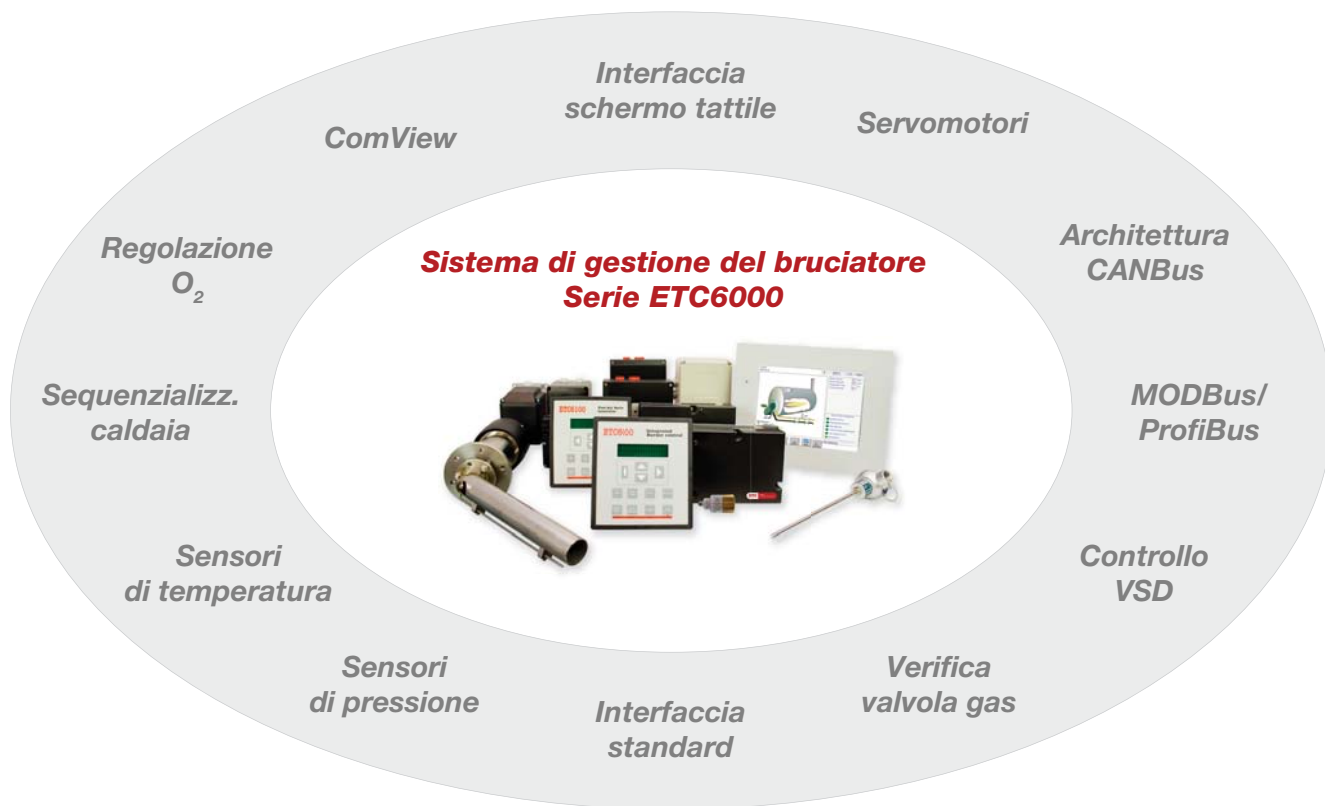 Interfaccia
schermo tattile
Servomotori
ComView
Architettura
CANBus
Regolazione
O₂
Sistema di gestione del bruciatore
Serie ETC6000
Sequenzializz.
caldaia
MODBus/
ProfiBus
Sensori
di temperatura
Controllo
VSD
Sensori
di pressione
Verifica
valvola gas
Interfaccia
standard